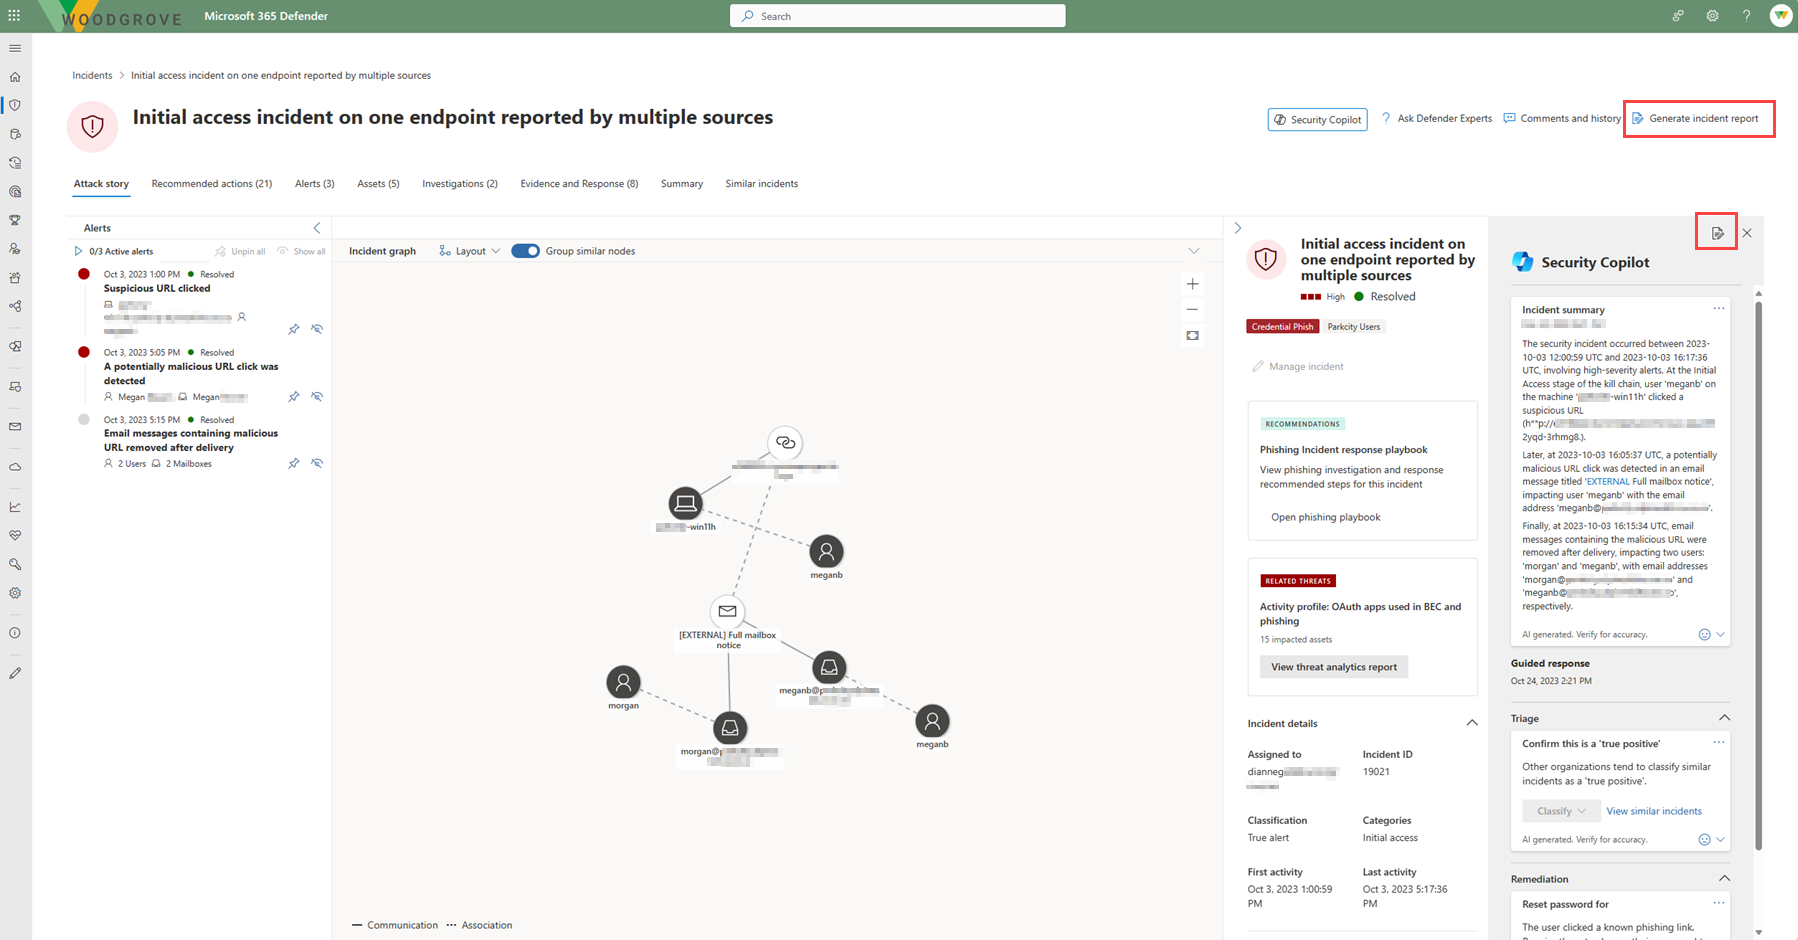 WOODGROVE
Microsoft 365 Defender
Search
Incidents > Initial access incident on one endpoint reported by multiple sources
Initial access incident on one endpoint reported by multiple sources
Security Copilot
Ask Defender Experts
Comments and history
Generate incident report
Attack story
Recommended actions (21)
Alerts (3)
Assets (5)
Investigations (2)
Evidence and Response (8)
Summary
Similar incidents
Alerts
0/3 Active alerts
Unpin all
Show all
Oct 3, 2023 1:00 PM
Resolved
Suspicious URL clicked
Oct 3, 2023 5:05 PM
Resolved
A potentially malicious URL click was
detected
Megan
Megan
Oct 3, 2023 5:15 PM
Resolved
Email messages containing malicious
URL removed after delivery
2 Users
2 Mailboxes
Incident graph
Layout
Group similar nodes
-win11h
meganb
[EXTERNAL] Full mailbox
notice
meganb@
morgan
meganb
morgan@
Communication
Association
Initial access incident on
one endpoint reported by
multiple sources
High
Resolved
Credential Phish
Parkcity Users
Manage incident
RECOMMENDATIONS
Phishing Incident response playbook
View phishing investigation and response
recommended steps for this incident
Open phishing playbook
RELATED THREATS
Activity profile: OAuth apps used in BEC and
phishing
15 impacted assets
View threat analytics report
Incident details
Assigned to
Incident ID
dianneg
19021
Classification
Categories
True alert
Initial access
First activity
Last activity
Oct 3, 2023 1:00:59
PM
Oct 3, 2023 5:17:36
PM
Security Copilot
Incident summary
The security incident occurred between 2023-
10-03 12:00:59 UTC and 2023-10-03 16:17:36
UTC, involving high-severity alerts. At the Initial
Access stage of the kill chain, user 'meganb' on
the machine '-win11h' clicked a
suspicious URL
(h**p://
2yqd-3rhmg8.).
Later, at 2023-10-03 16:05:37 UTC, a potentially
malicious URL click was detected in an email
message titled 'EXTERNAL Full mailbox notice',
impacting user 'meganb' with the email
address 'meganb@'.
Finally, at 2023-10-03 16:15:34 UTC, email
messages containing the malicious URL were
removed after delivery, impacting two users:
'morgan' and 'meganb', with email addresses
'morgan@' and
'meganb@',
respectively.
AI generated. Verify for accuracy.
Guided response
Oct 24, 2023 2:21 PM
Triage
Confirm this is a 'true positive'
Other organizations tend to classify similar
incidents as a 'true positive'.
Classify
View similar incidents
AI generated. Verify for accuracy.
Remediation
Reset password for
The user clicked a known phishing link.